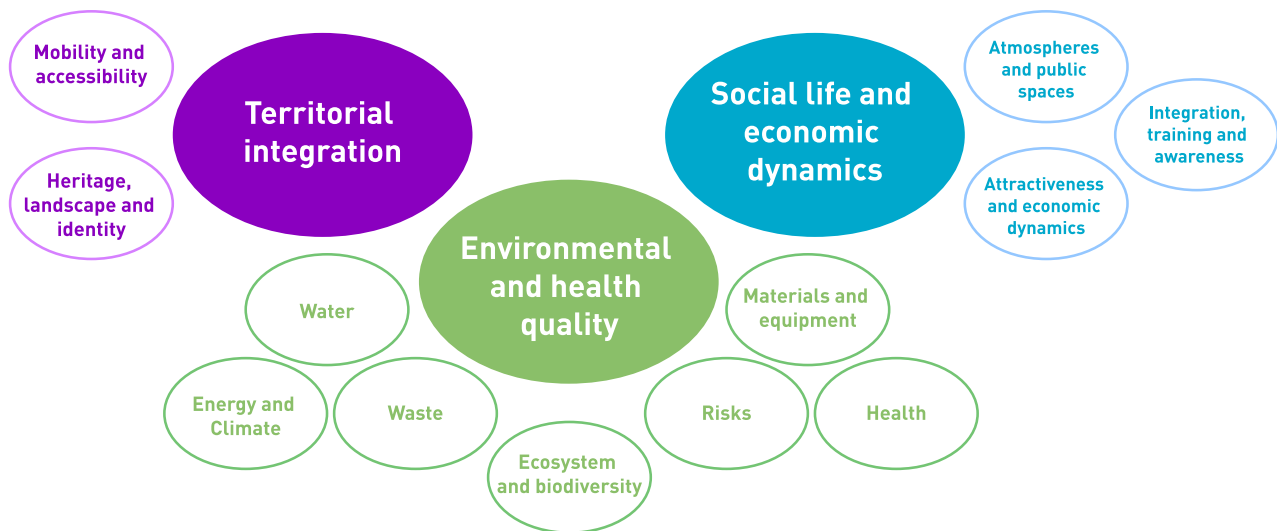 Mobility and
accessibility
Heritage,
landscape and
identity
Territorial
integration
Social life and
economic
dynamics
Atmospheres
and public
spaces
Integration,
training and
awareness
Attractiveness
and economic
dynamics
Environmental
and health
quality
Water
Energy and
Climate
Waste
Ecosystem
and biodiversity
Materials and
equipment
Risks
Health